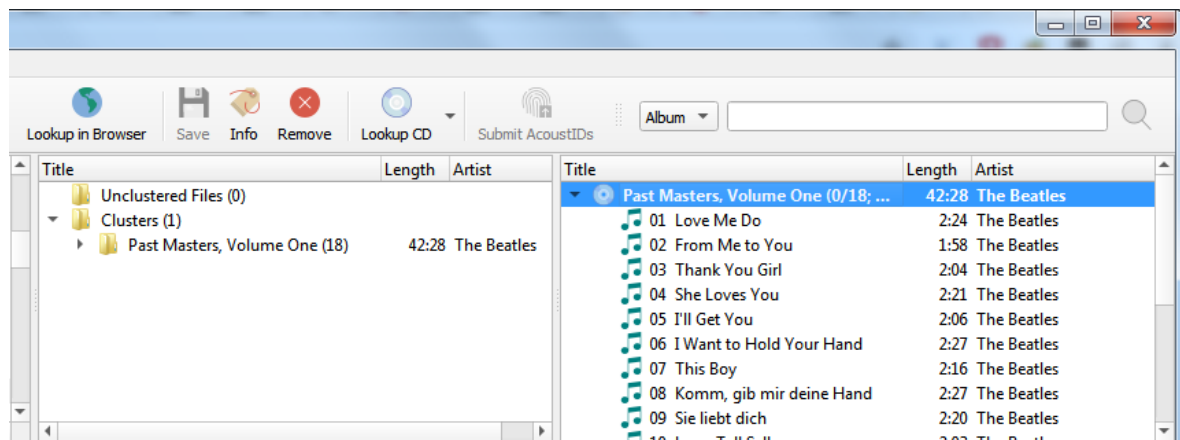 Lookup in Browser Save Info Remove Lookup CD Submit AcoustIDs Album
Title Length Artist
Unclustered Files (0)
Clusters (1)
Past Masters, Volume One (18) 42:28 The Beatles
Title Length Artist
Past Masters, Volume One (0/18; ... 42:28 The Beatles
01 Love Me Do 2:24 The Beatles
02 From Me to You 1:58 The Beatles
03 Thank You Girl 2:04 The Beatles
04 She Loves You 2:21 The Beatles
05 I'll Get You 2:06 The Beatles
06 I Want to Hold Your Hand 2:27 The Beatles
07 This Boy 2:16 The Beatles
08 Komm, gib mir deine Hand 2:27 The Beatles
09 Sie liebt dich 2:20 The Beatles